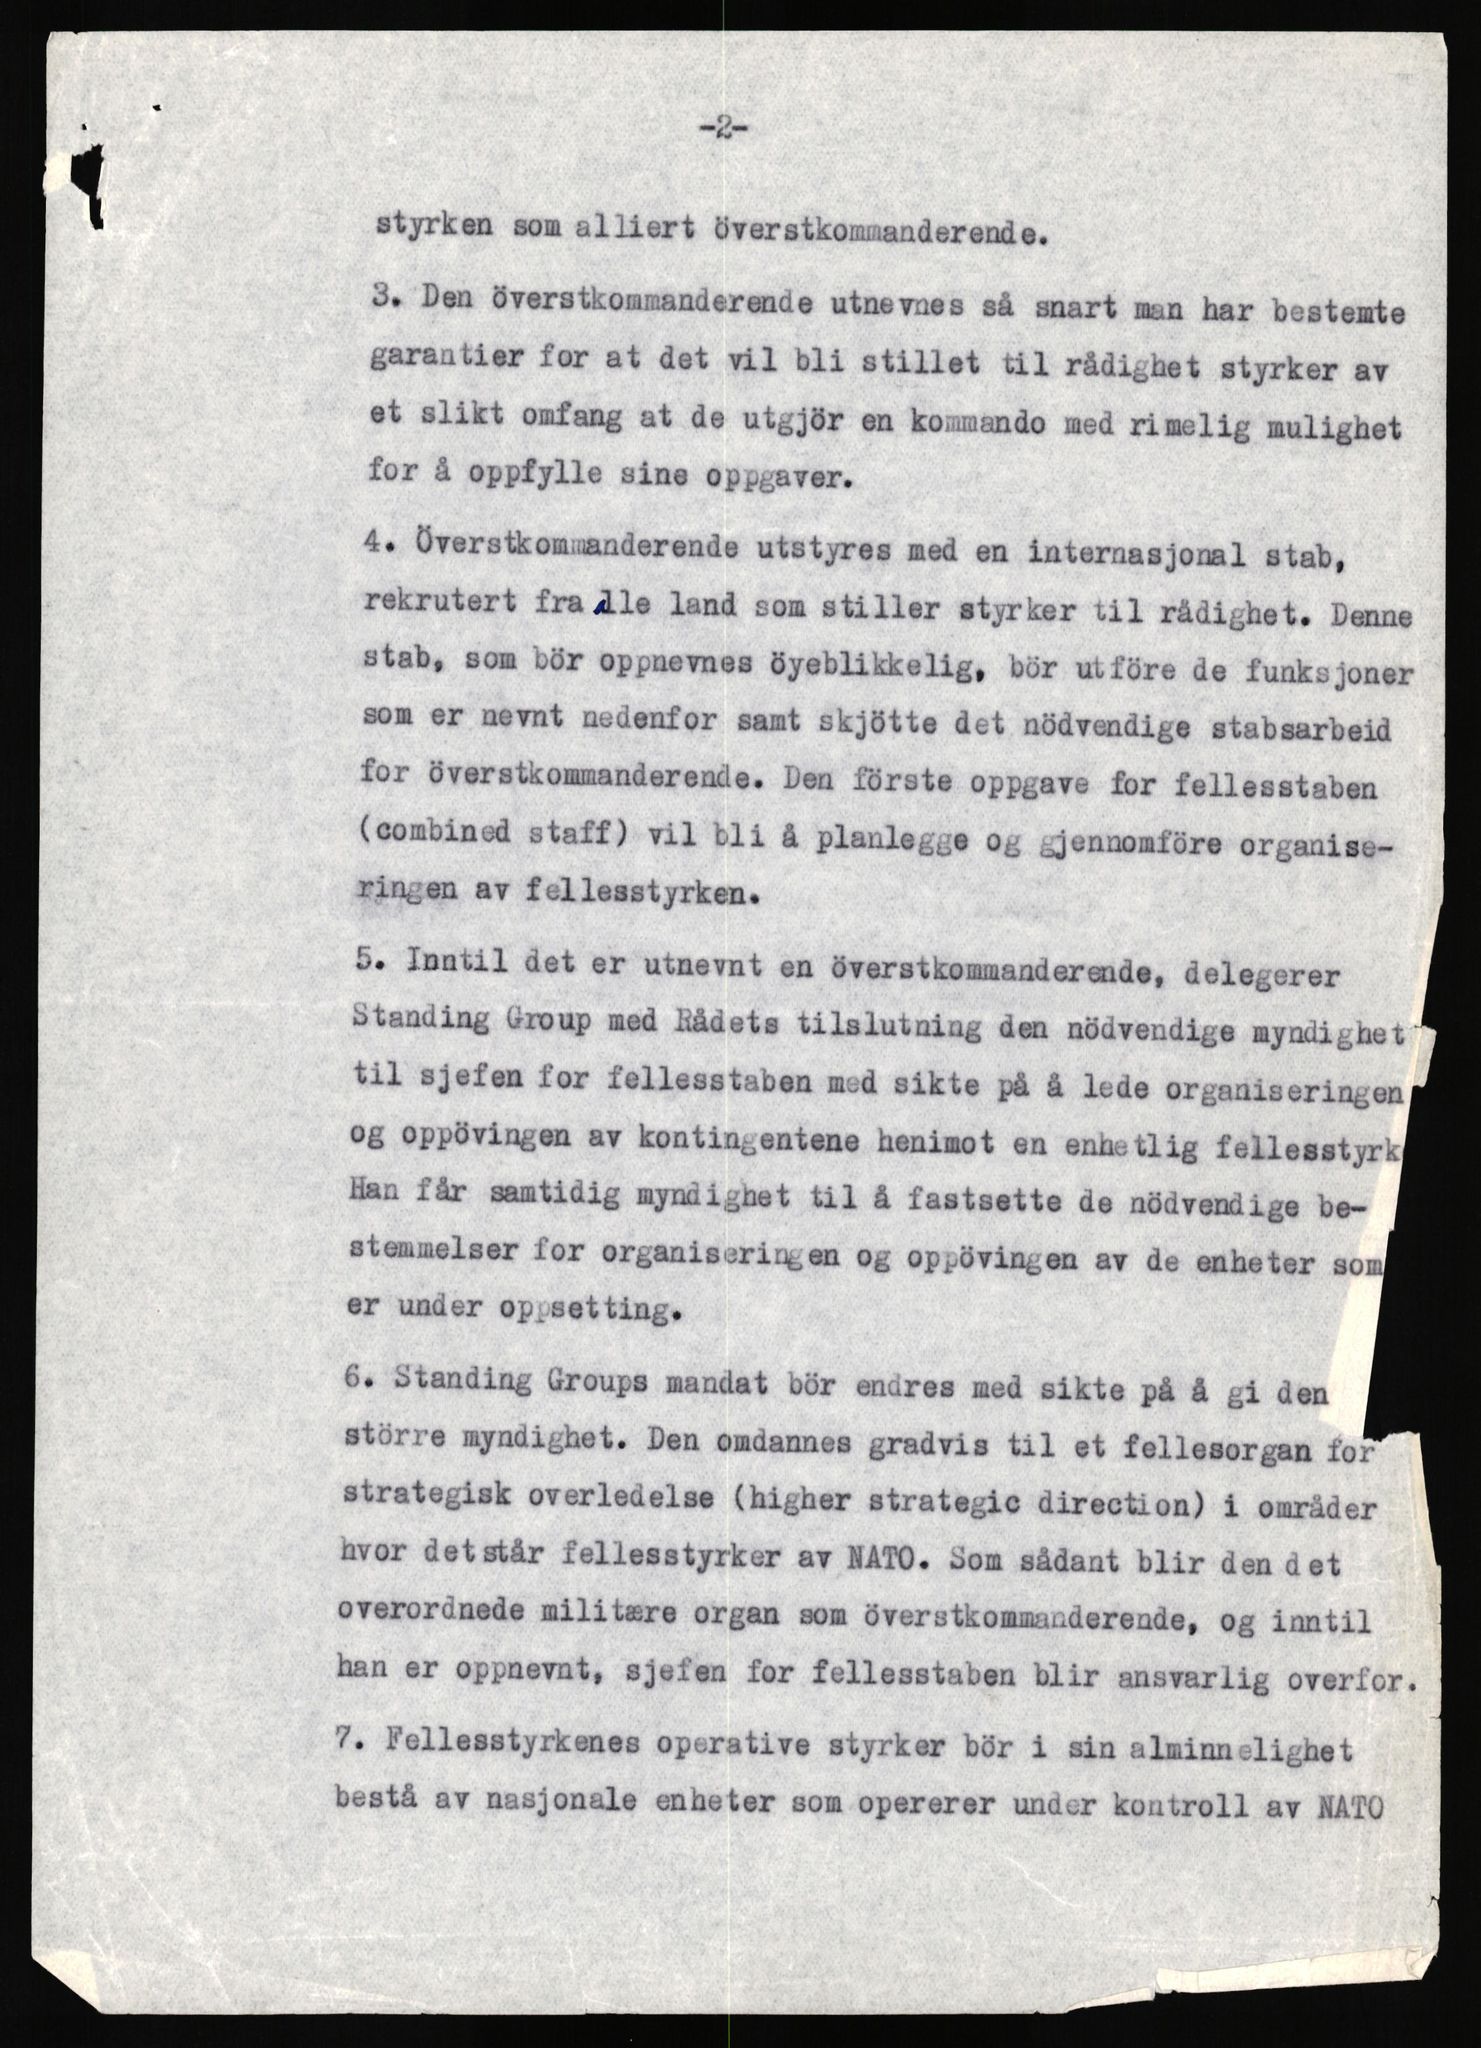 -2-
styrken som alliert överstkommanderende.
3. Den överstkommanderende utnevnes så snart man har bestemte
garantier for at det vil bli stillet til rådighet styrker av
et slikt omfang at de utgjör en kommando med rimelig mulighet
for å oppfylle sine oppgaver.
4. Överstkommanderende utstyres med en internasjonal stab,
rekrutert fra alle land som stiller styrker til rådighet. Denne
stab, som bör oppnevnes öyeblikkelig, bör utföre de funksjoner
som er nevnt nedenfor samt skjötte det nödvendige stabsarbeid
for överstkommanderende. Den förste oppgave for fellesstaben
(combined staff) vil bli å planlegge og gjennomföre organise-
ringen av fellesstyrken.
5. Inntil det er utnevnt en överstkommanderende, delegerer
Standing Group med Rådets tilslutning den nödvendige myndighet
til sjefen for fellesstaben med sikte på å lede organiseringen
og oppövingen av kontingentene henimot en enhetlig fellesstyrk
Han får samtidig myndighet til å fastsette de nödvendige be-
stemmelser for organiseringen og oppövingen av de enheter som
er under oppsetting.
6. Standing Groups mandat bör endres med sikte på å gi den
större myndighet. Den omdannes gradvis til et fellesorgan for
strategisk overledelse (higher strategic direction) i områder
hvor det står fellesstyrker av NATO. Som sådant blir den det
overordnede militære organ som överstkommanderende, og inntil
han er oppnevnt, sjefen for fellesstaben blir ansvarlig overfor.
7. Fellesstyrkenes operative styrker bör i sin alminnelighet
bestå av nasjonale enheter som opererer under kontroll av NATO